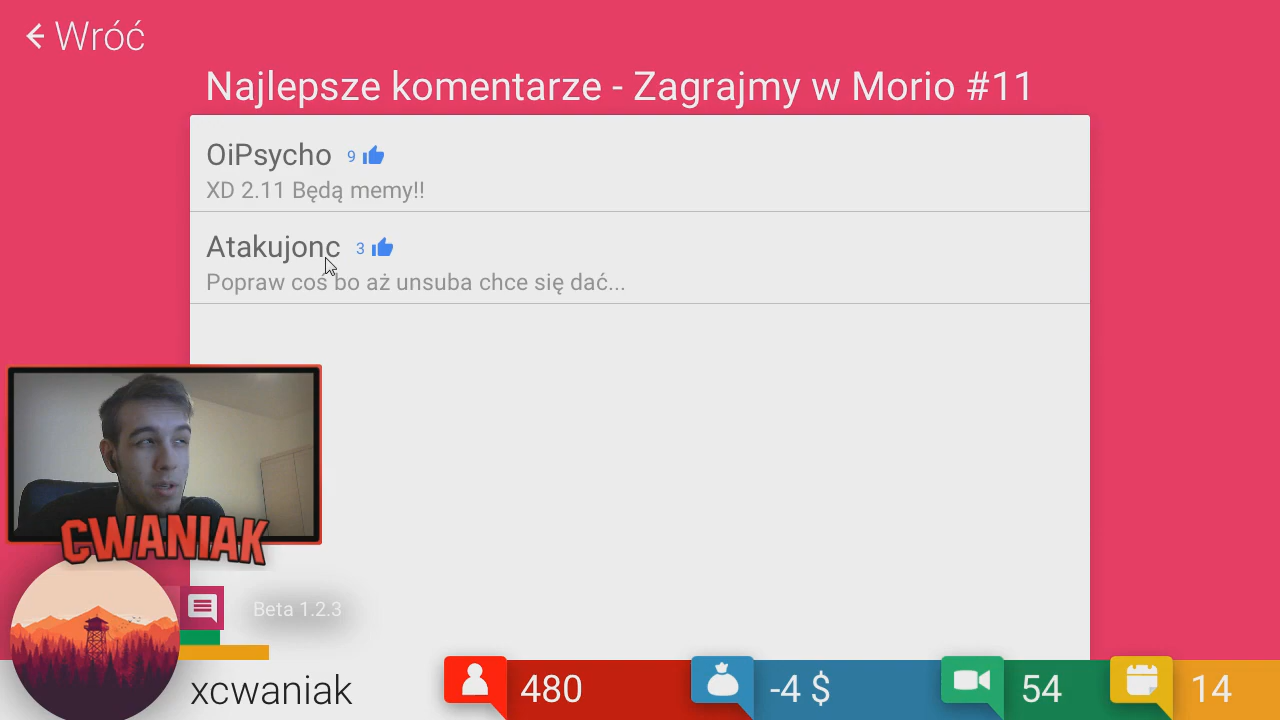 Wróć
Najlepsze komentarze - Zagrajmy w Morio #11
OiPsycho 9
XD 2.11 Będą memy!!
Atakujonc 3
Popraw cos bo aż unsuba chce się dać...
CWANIAK
Beta 1.2.3
xcwaniak
480
-4 $
54
14